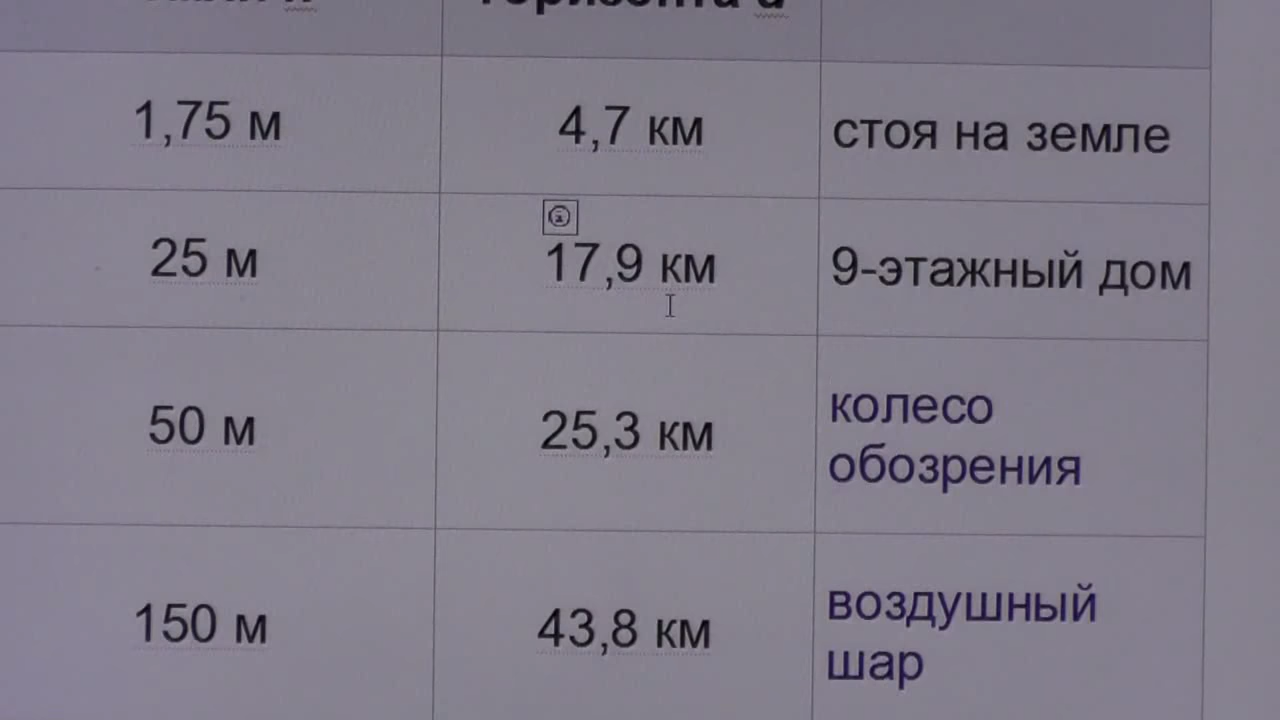 1,75 м 4,7 км стоя на земле
25 м 17,9 км 9-этажный дом
50 м 25,3 км колесо
обозрения
150 м 43,8 км воздушный
шар